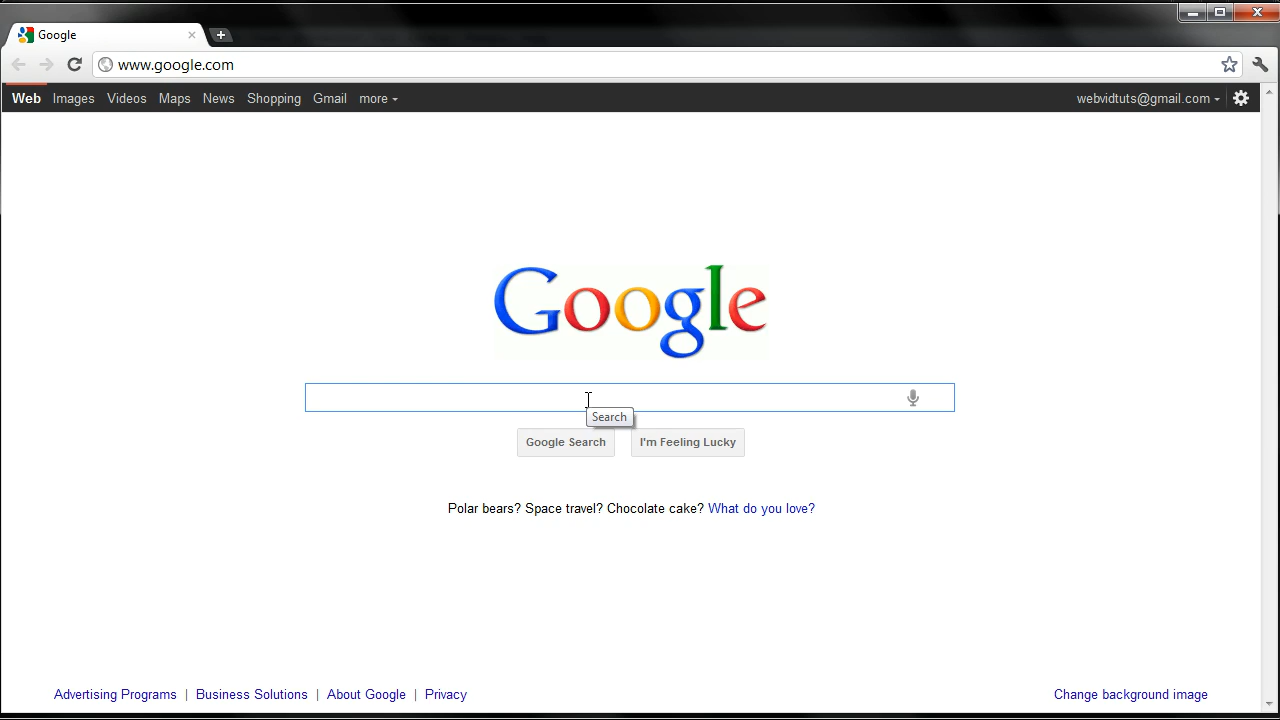 Google
www.google.com
Web Images Videos Maps News Shopping Gmail more webvidtuts@gmail.com
Google
Search
Google Search I'm Feeling Lucky
Polar bears? Space travel? Chocolate cake? What do you love?
Advertising Programs | Business Solutions | About Google | Privacy Change background image